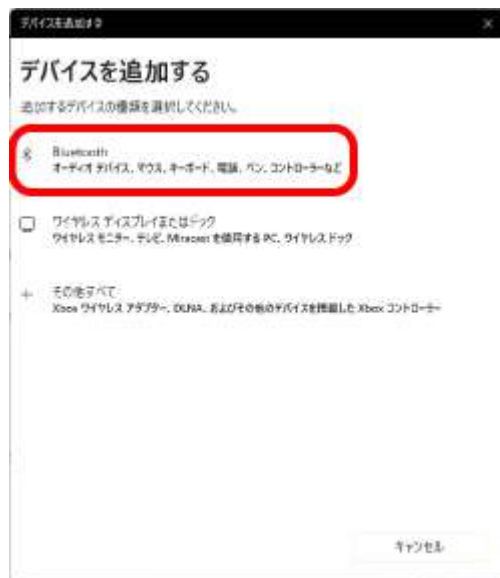 デバイスを追加する
デバイスを追加する
追加するデバイスの種類を選択してください。
Bluetooth
オーディオ デバイス、マウス、キーボード、電話、ペン、コントローラーなど
ワイヤレス ディスプレイまたはドック
ワイヤレス モニター、テレビ、Miracast を使用する PC、ワイヤレス ドック
その他すべて
Xbox ワイヤレス アダプター、DLNA、およびその他のデバイスを搭載した Xbox コントローラー
キャンセル